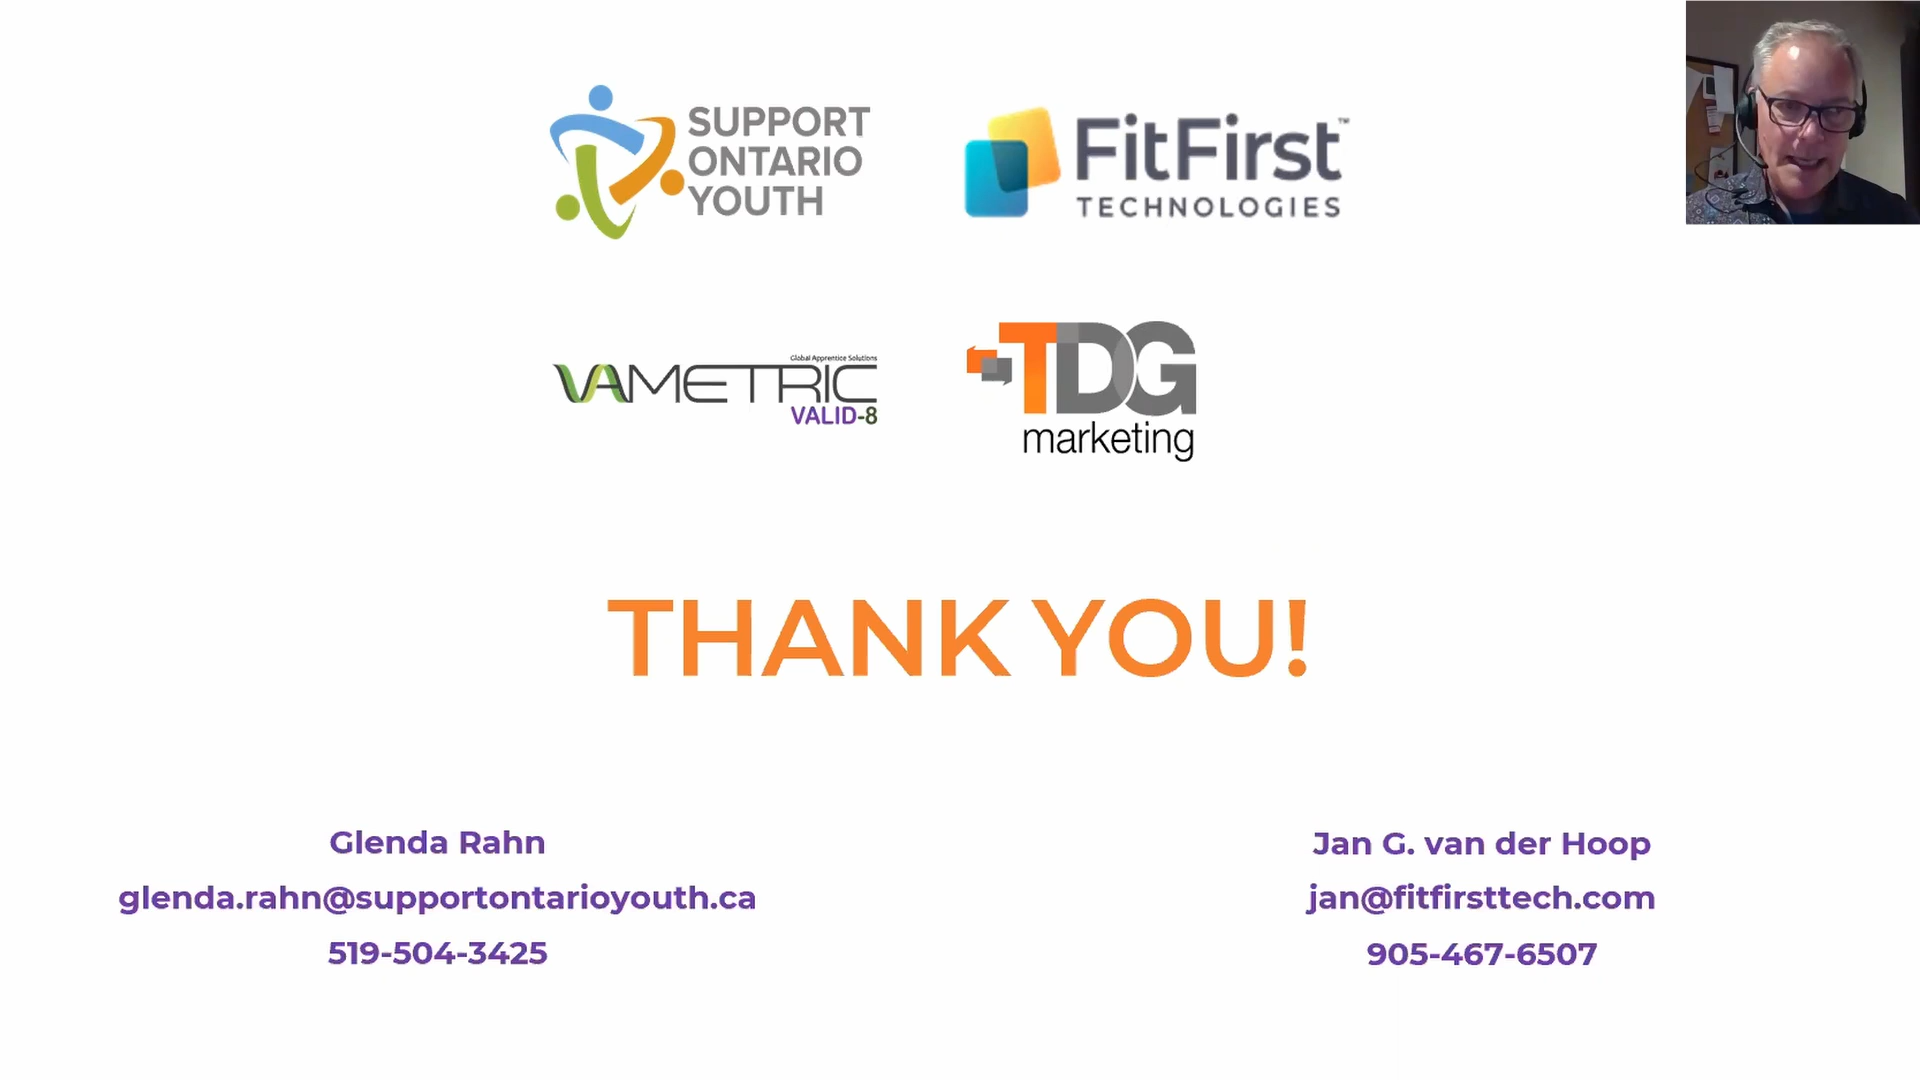 SUPPORT
ONTARIO
YOUTH
FitFirst™
TECHNOLOGIES
Global Apprentice Solutions
VAMETRIC
VALID-8
TDG
marketing
THANK YOU!
Glenda Rahn
glenda.rahn@supportontarioyouth.ca
519-504-3425
Jan G. van der Hoop
jan@fitfirsttech.com
905-467-6507